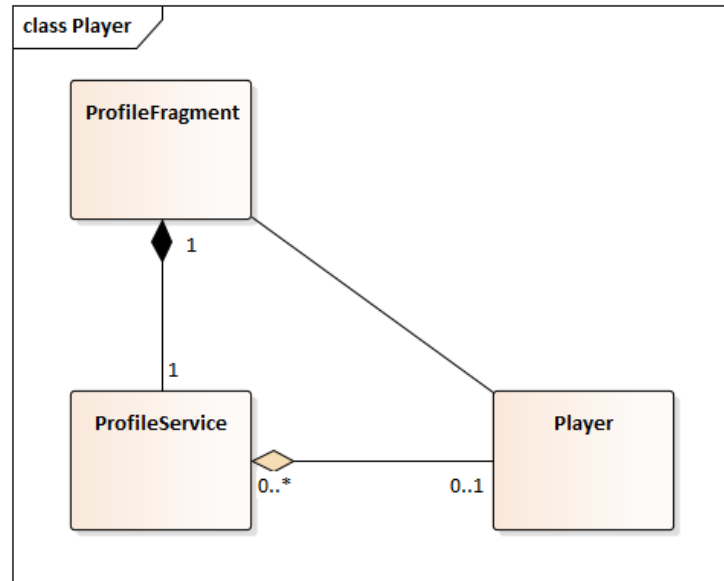 class Player
ProfileFragment
1
1
ProfileService
Player
0..*
0..1